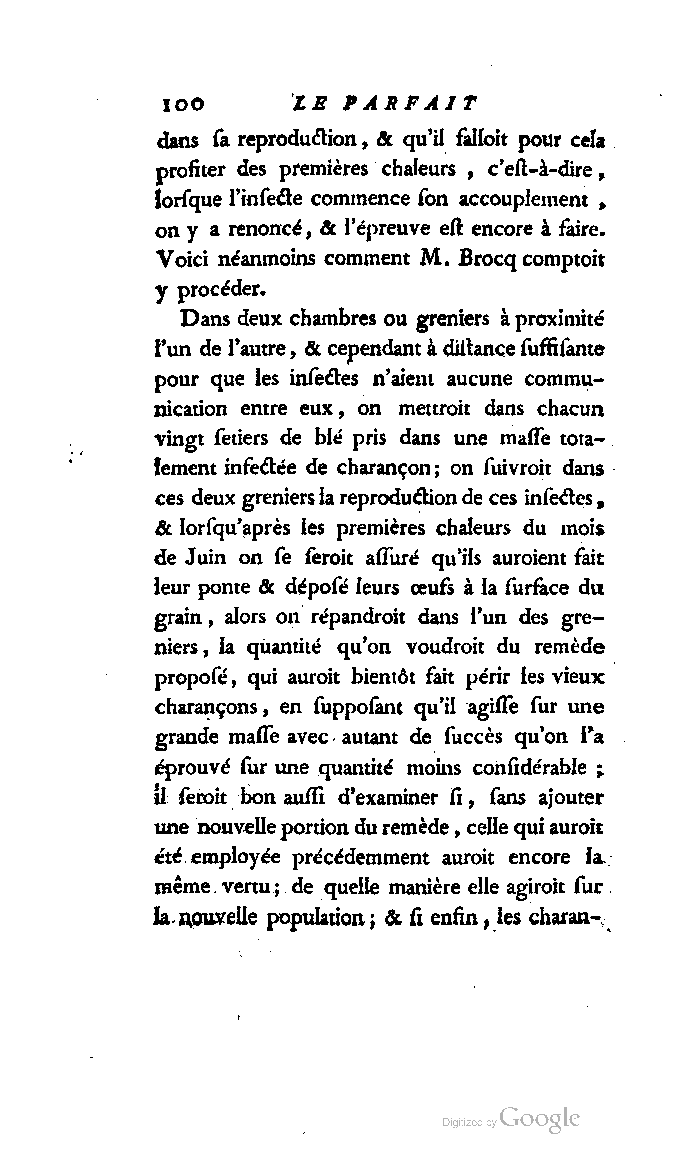 100 LE PARFAIT
dans ſa reproduction, & qu'il falloit pour cela
profiter des premières chaleurs, c'eſt-à-dire,
lorſque l'inſecte commence ſon accouplement,
on y a renoncé, & l'épreuve eſt encore à faire.
Voici néanmoins comment M. Brocq comptoit
y procéder.
Dans deux chambres ou greniers à proximité
l'un de l'autre, & cependant à diſtance ſuffiſante
pour que les inſectes n'aient aucune commu-
nication entre eux, on mettroit dans chacun
vingt ſetiers de blé pris dans une maſſe tota-
lement infectée de charançon; on ſuivroit dans
ces deux greniers la reproduction de ces inſectes,
& lorſqu'après les premières chaleurs du mois
de Juin on ſe ſeroit aſſuré qu'ils auroient fait
leur ponte & dépoſé leurs œufs à la ſurface du
grain, alors on répandroit dans l'un des gre-
niers, la quantité qu'on voudroit du remède
propoſé, qui auroit bientôt fait périr les vieux
charançons, en ſuppoſant qu'il agiſſe ſur une
grande maſſe avec autant de ſuccès qu'on l'a
éprouvé ſur une quantité moins conſidérable;
il ſeroit bon auſſi d'examiner ſi, ſans ajouter
une nouvelle portion du remède, celle qui auroit
été employée précédemment auroit encore la
même vertu; de quelle manière elle agiroit ſur
la nouvelle population; & ſi enfin, les charan-
Digitized by Google